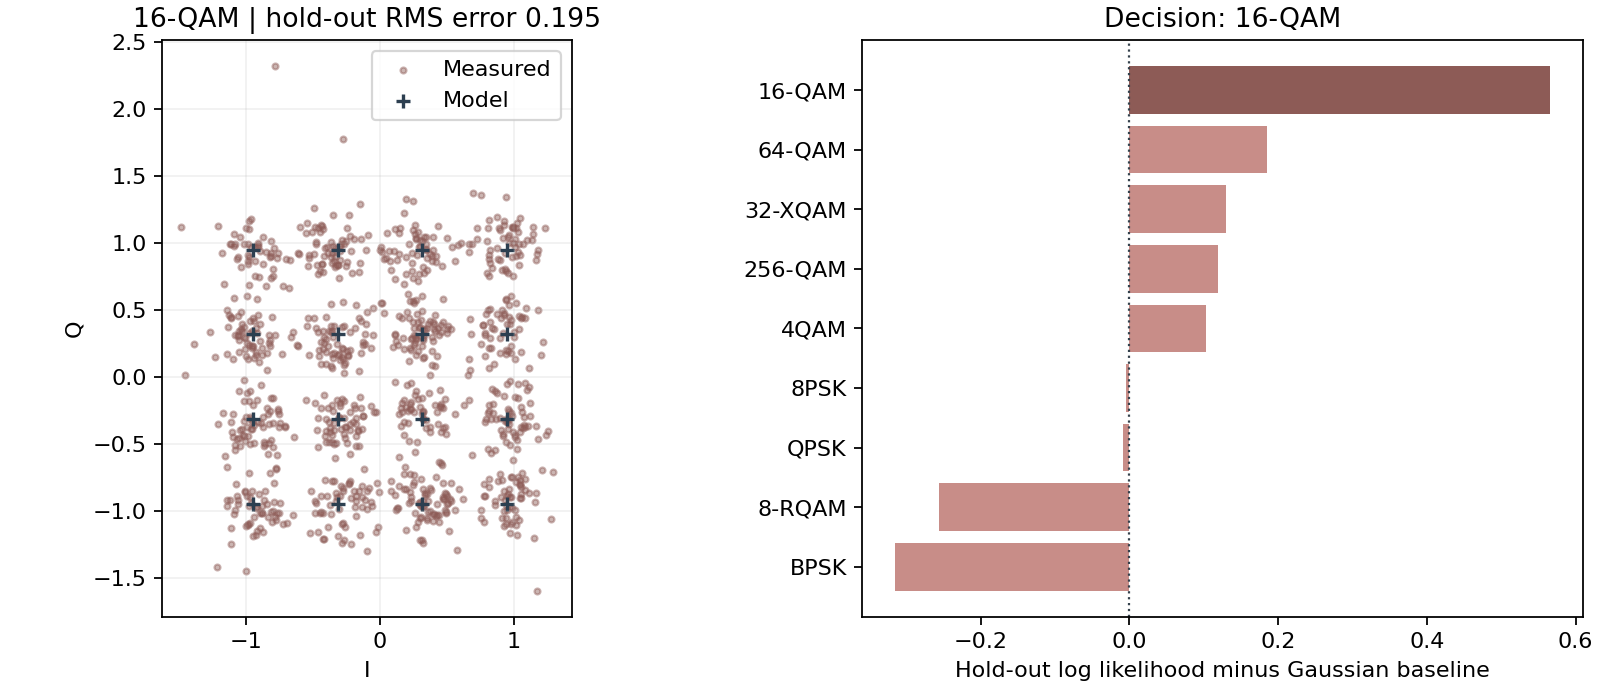 16-QAM | hold-out RMS error 0.195
2.5
2.0
1.5
1.0
0.5
0.0
−0.5
−1.0
−1.5
Q
−1
0
1
I
Measured
Model
Decision: 16-QAM
16-QAM
64-QAM
32-XQAM
256-QAM
4QAM
8PSK
QPSK
8-RQAM
BPSK
−0.2
0.0
0.2
0.4
0.6
Hold-out log likelihood minus Gaussian baseline